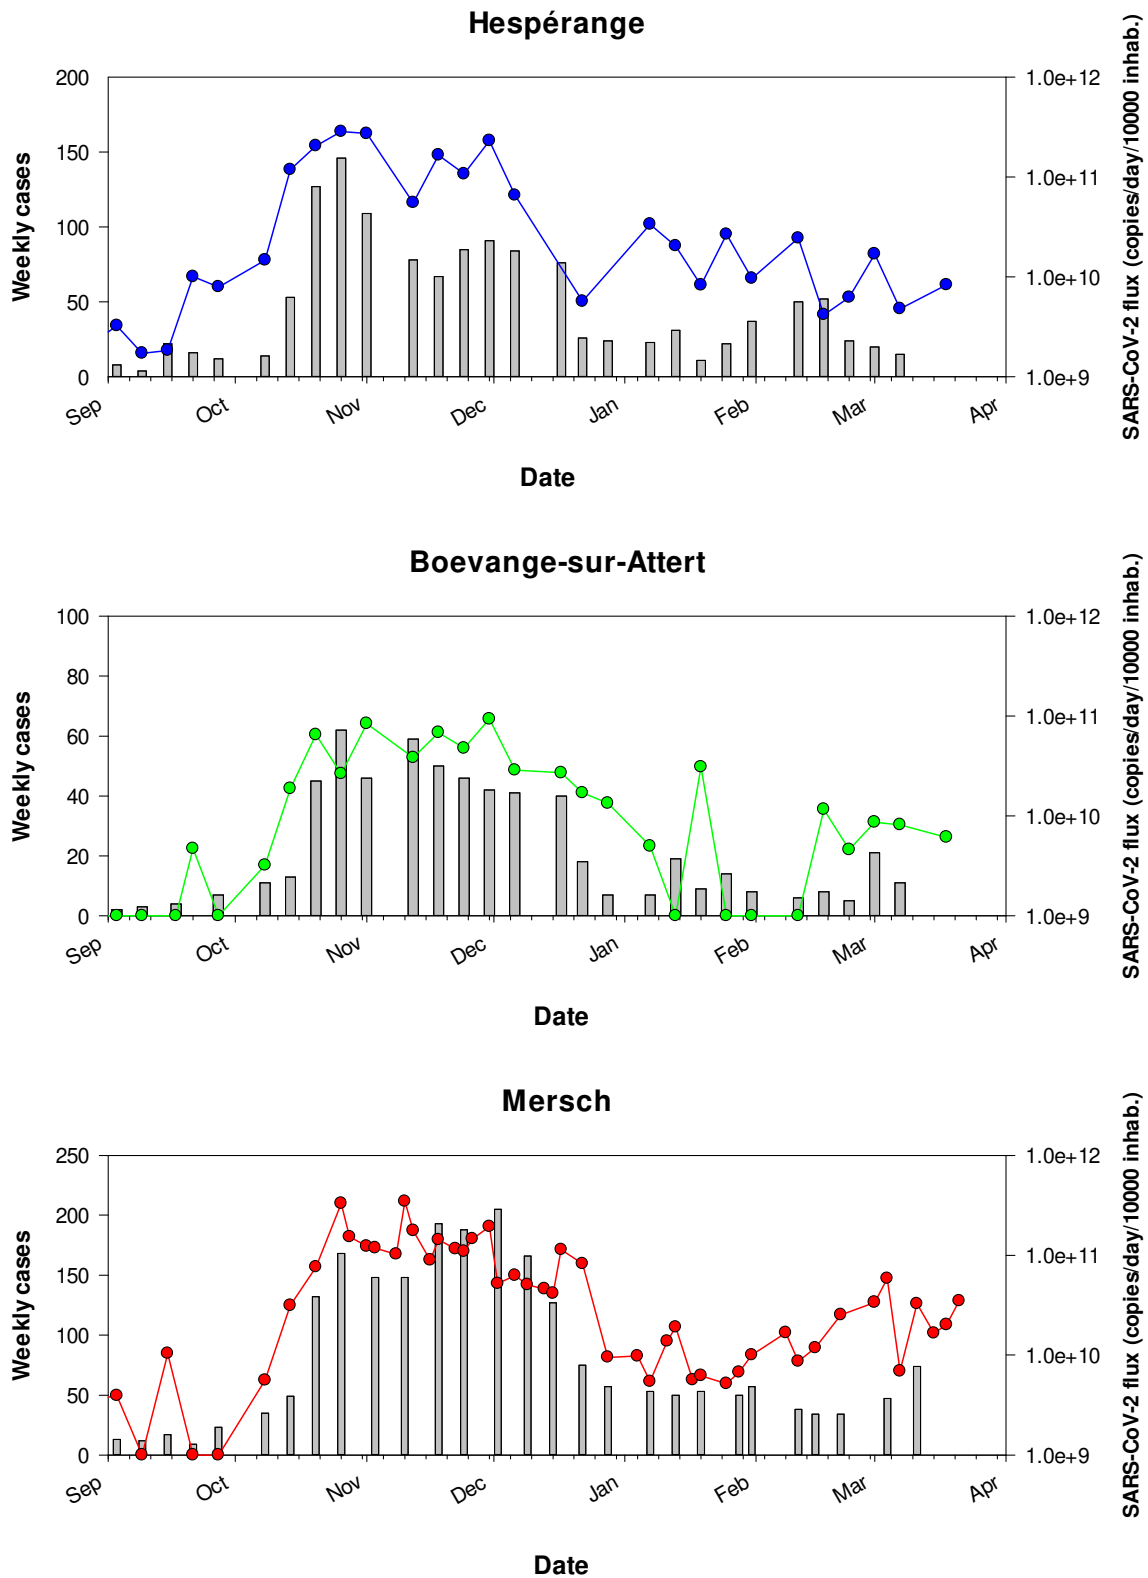 Hespérange
200
150
100
50
0
Weekly cases
1.0e+12
1.0e+11
1.0e+10
1.0e+9
SARS-CoV-2 flux (copies/day/10000 inhab.)
Sep Oct Nov Dec Jan Feb Mar Apr
Date
Boevange-sur-Attert
100
80
60
40
20
0
Weekly cases
1.0e+12
1.0e+11
1.0e+10
1.0e+9
SARS-CoV-2 flux (copies/day/10000 inhab.)
Sep Oct Nov Dec Jan Feb Mar Apr
Date
Mersch
250
200
150
100
50
0
Weekly cases
1.0e+12
1.0e+11
1.0e+10
1.0e+9
SARS-CoV-2 flux (copies/day/10000 inhab.)
Sep Oct Nov Dec Jan Feb Mar Apr
Date